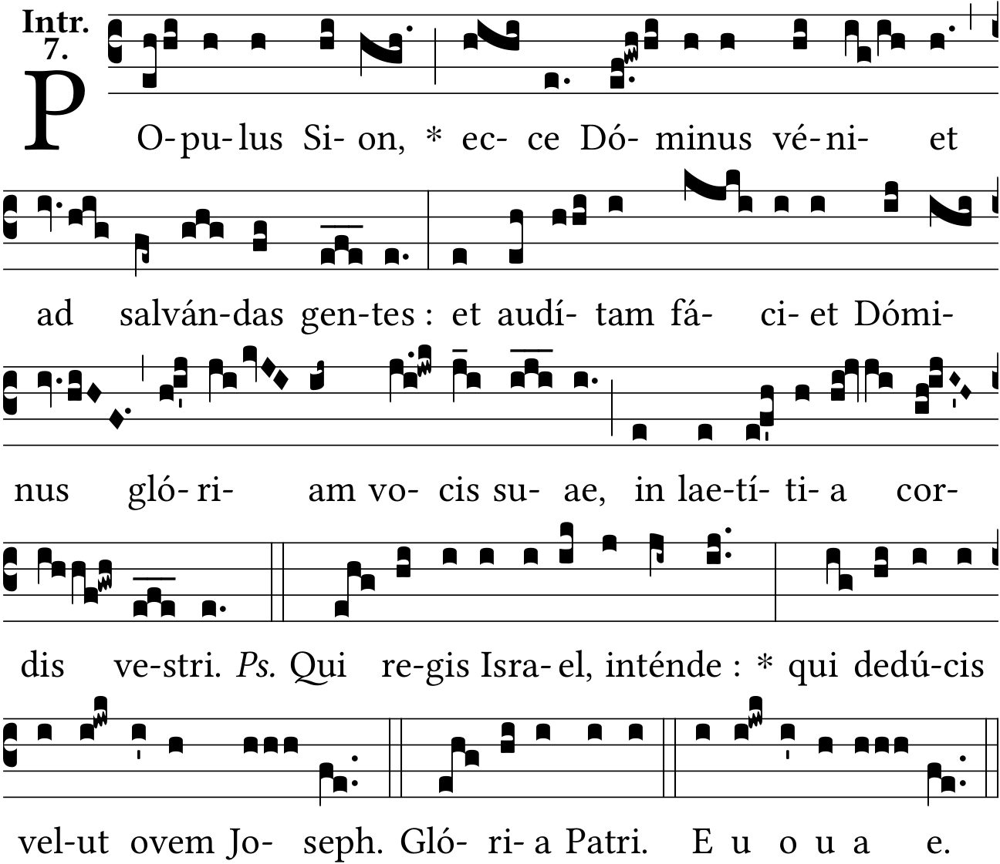 Intr.
7.
PO-pu-lus Si-on, * ec-ce Dó-minus vé-ni- et
ad salván-das gen-tes : et audí-tam fá-ci-et Dómi-
nus gló-ri-am vo-cis su-ae, in lae-tí-ti-a cor-
dis ve-stri. Ps. Qui re-gis Isra-el, inténde : * qui dedú-cis
vel-ut ovem Jo-seph. Gló-ri-a Patri. E u o u a e.